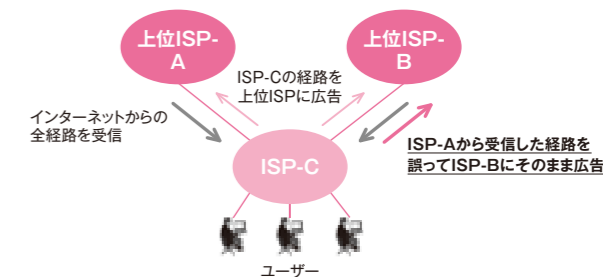 上位ISP-
A
上位ISP-
B
ISP-Cの経路を
上位ISPに広告
インターネットからの
全経路を受信
ISP-Aから受信した経路を
誤ってISP-Bにそのまま広告
ISP-C
ユーザー